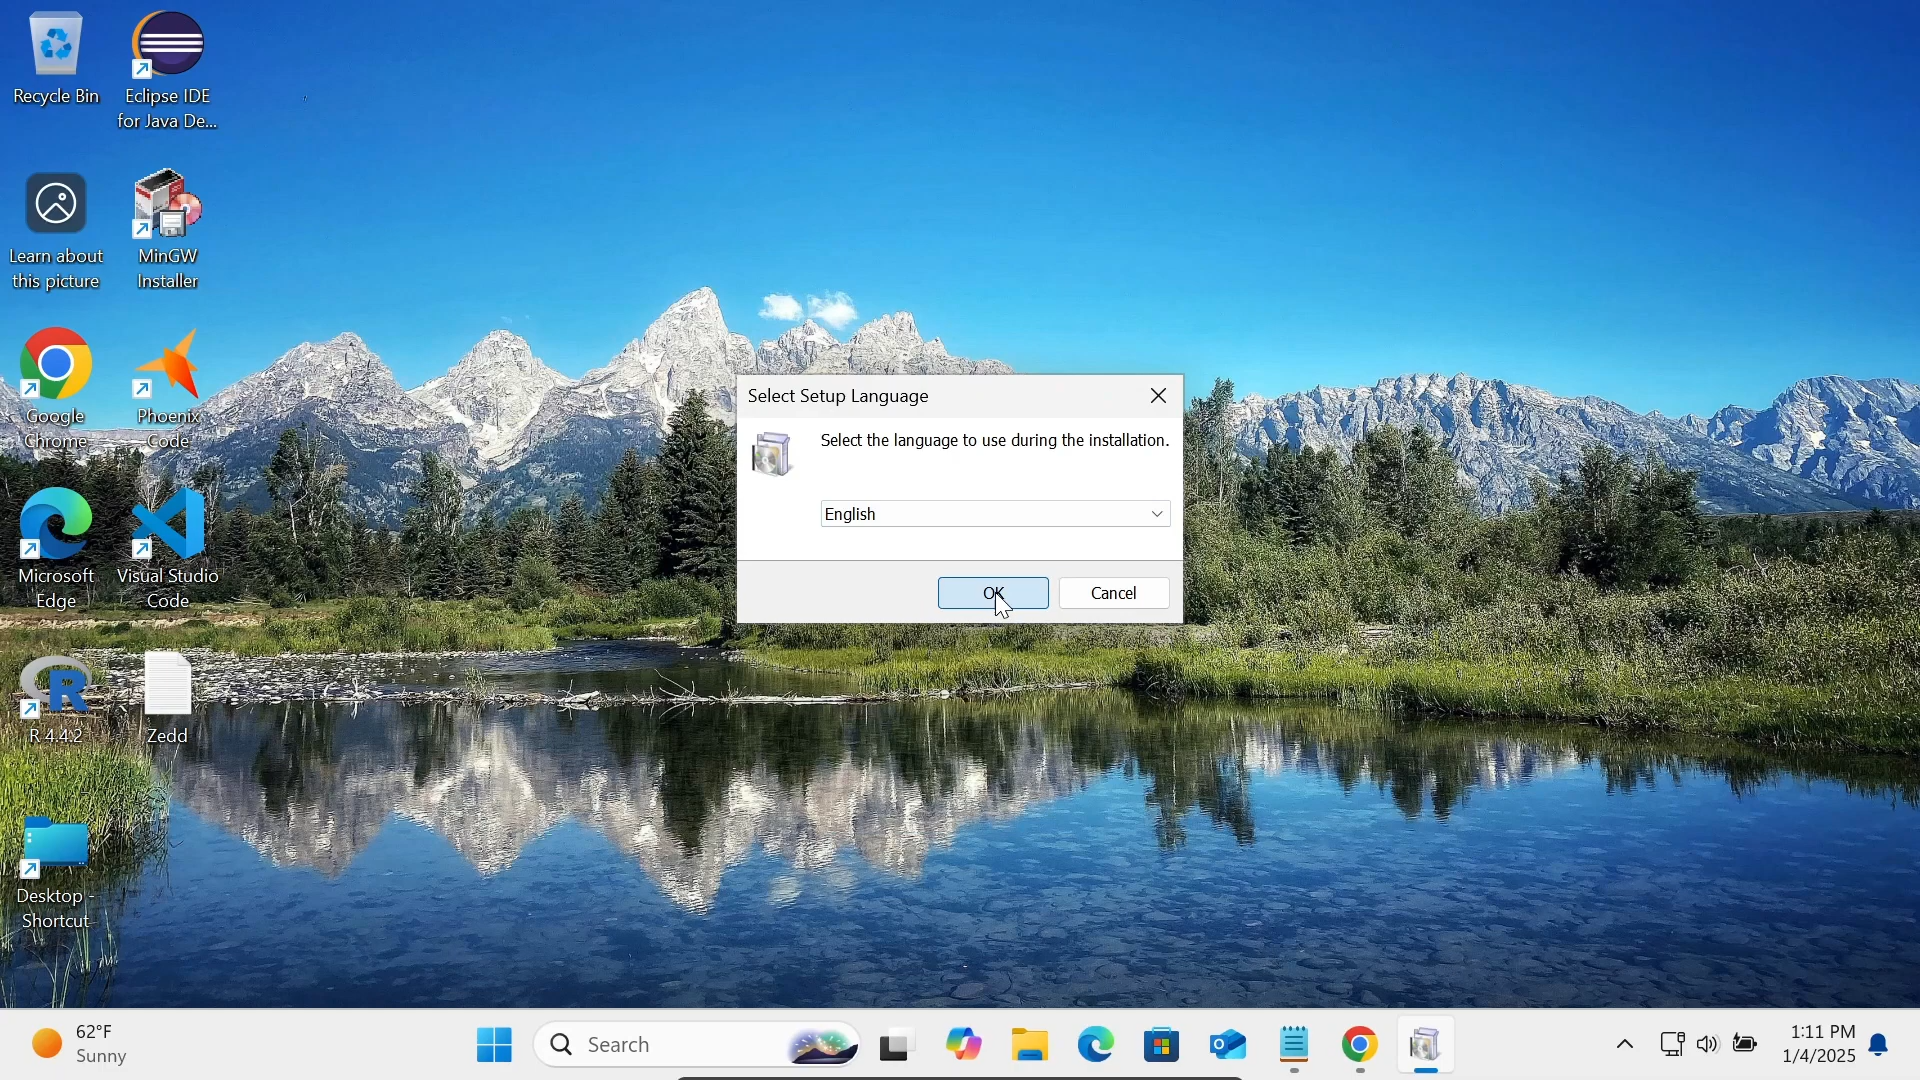 Recycle Bin
Eclipse IDE
for Java De...
Learn about
this picture
MinGW
Installer
Google
Chrome
Phoenix
Code
Microsoft
Edge
Visual Studio
Code
R 4.4.2
Zedd
Desktop -
Shortcut
Select Setup Language
Select the language to use during the installation.
English
OK
Cancel
62°F
Sunny
Search
1:11 PM
1/4/2025